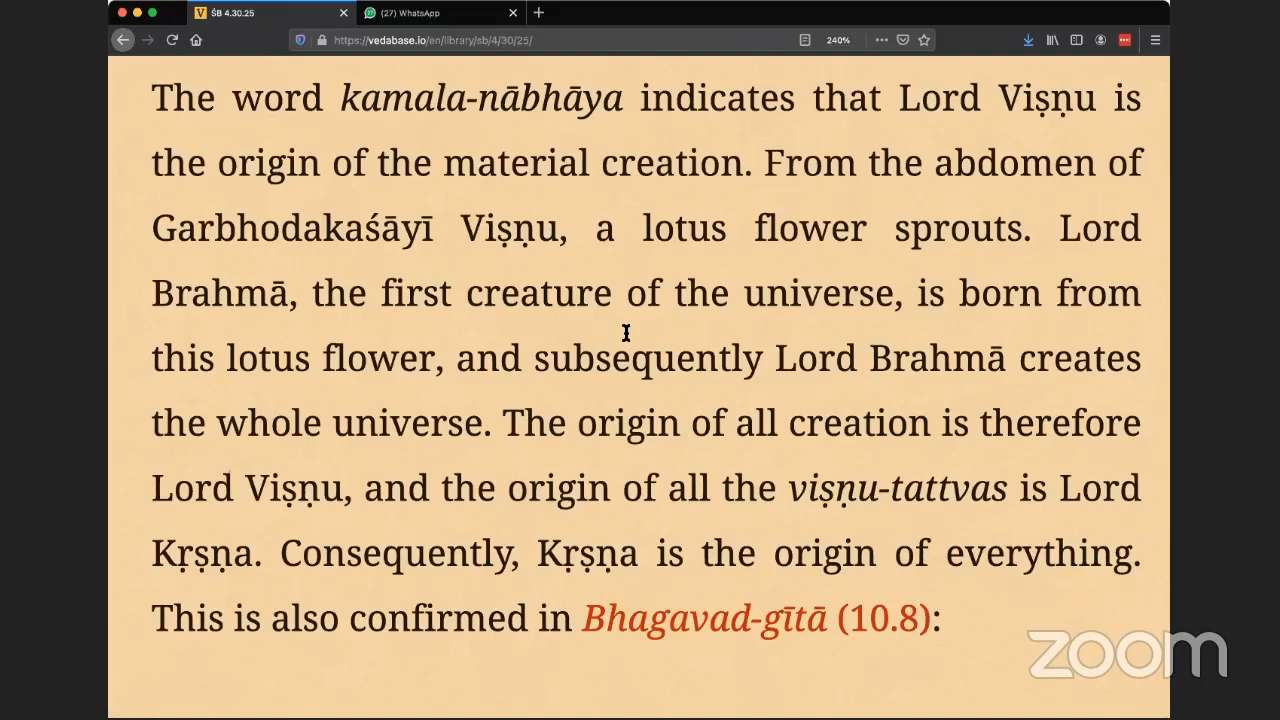 ŚB 4.30.25
(27) WhatsApp
https://vedabase.io/en/library/sb/4/30/25/
240%
The word kamala-nābhāya indicates that Lord Viṣṇu is
the origin of the material creation. From the abdomen of
Garbhodakaśāyī Viṣṇu, a lotus flower sprouts. Lord
Brahmā, the first creature of the universe, is born from
this lotus flower, and subsequently Lord Brahmā creates
the whole universe. The origin of all creation is therefore
Lord Viṣṇu, and the origin of all the viṣṇu-tattvas is Lord
Kṛṣṇa. Consequently, Kṛṣṇa is the origin of everything.
This is also confirmed in Bhagavad-gītā (10.8):
zoom